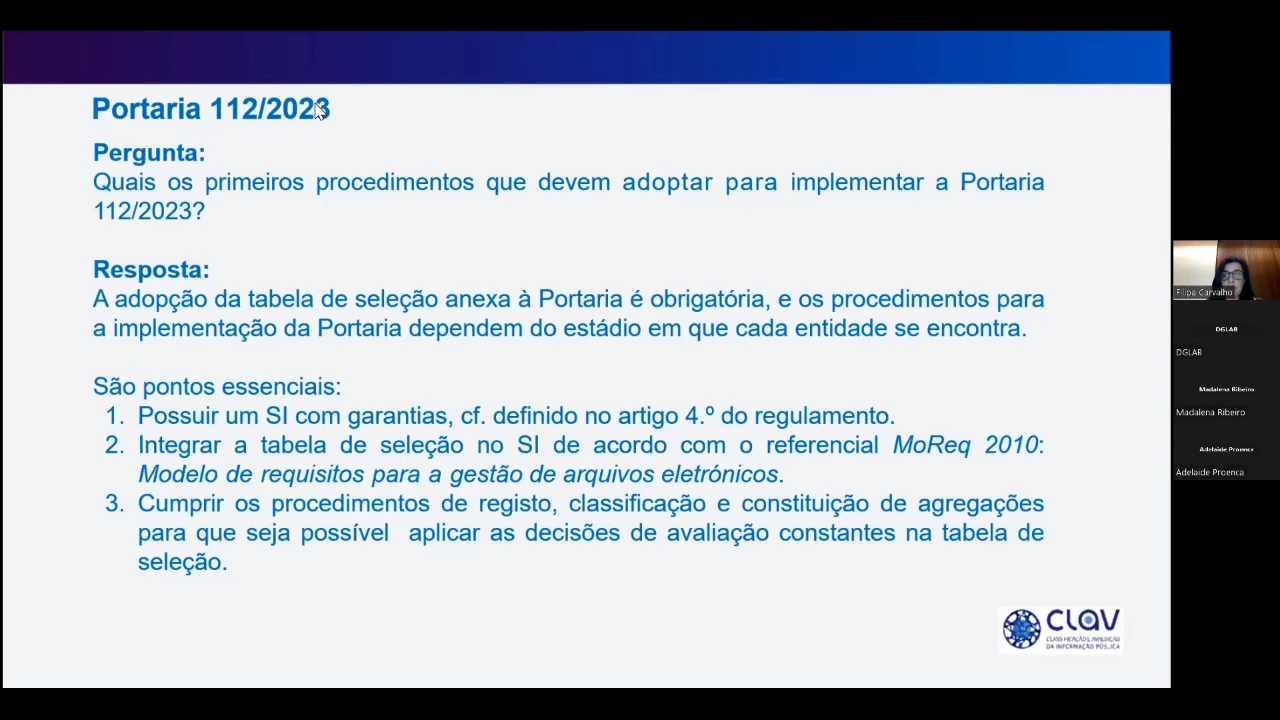 Portaria 112/2023
Pergunta:
Quais os primeiros procedimentos que devem adoptar para implementar a Portaria
112/2023?
Resposta:
A adopção da tabela de seleção anexa à Portaria é obrigatória, e os procedimentos para
a implementação da Portaria dependem do estádio em que cada entidade se encontra.
São pontos essenciais:
1. Possuir um SI com garantias, cf. definido no artigo 4.º do regulamento.
2. Integrar a tabela de seleção no SI de acordo com o referencial MoReq 2010:
Modelo de requisitos para a gestão de arquivos eletrónicos.
3. Cumprir os procedimentos de registo, classificação e constituição de agregações
para que seja possível aplicar as decisões de avaliação constantes na tabela de
seleção.
CLAV
CLASSIFICAÇÃO E AVALIAÇÃO
DA INFORMAÇÃO PÚBLICA
Filipa Carvalho
DGLAB
DGLAB
Madalena Ribeiro
Madalena Ribeiro
Adelaide Proenca
Adelaide Proenca